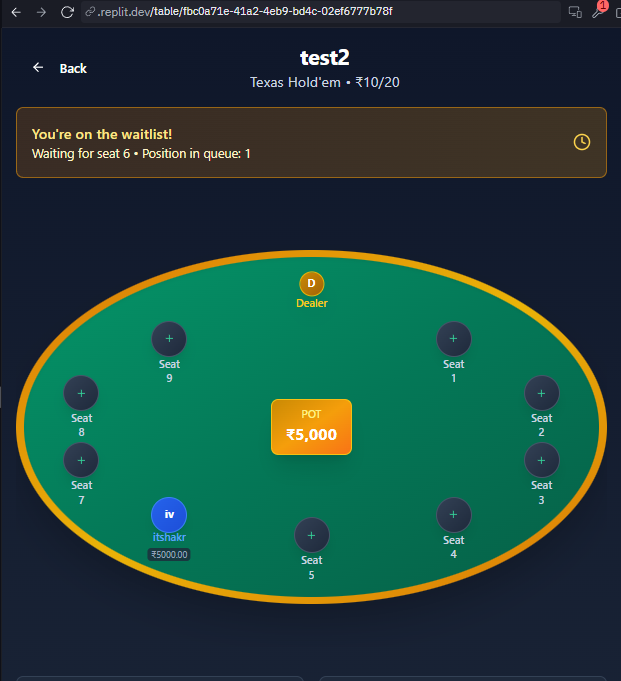 .replit.dev/table/fbc0a71e-41a2-4eb9-bd4c-02ef6777b78f
1
Back
test2
Texas Hold'em • ₹10/20
You're on the waitlist!
Waiting for seat 6 • Position in queue: 1
D
Dealer
+
Seat
9
+
Seat
1
+
Seat
8
+
Seat
2
POT
₹5,000
+
Seat
7
+
Seat
3
iv
itshakr
₹5000.00
+
Seat
5
+
Seat
4